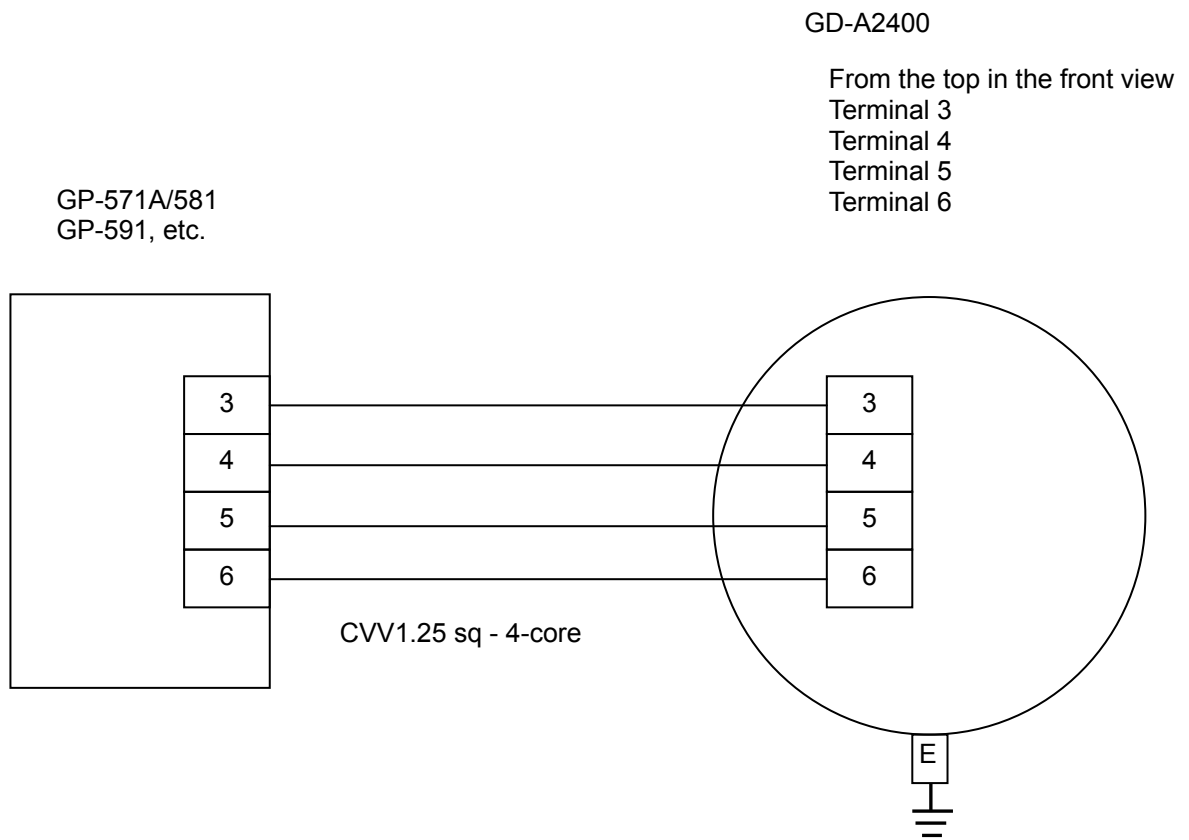 GD-A2400
From the top in the front view
Terminal 3
Terminal 4
Terminal 5
Terminal 6
GP-571A/581
GP-591, etc.
3
4
5
6
3
4
5
6
CVV1.25 sq - 4-core
E